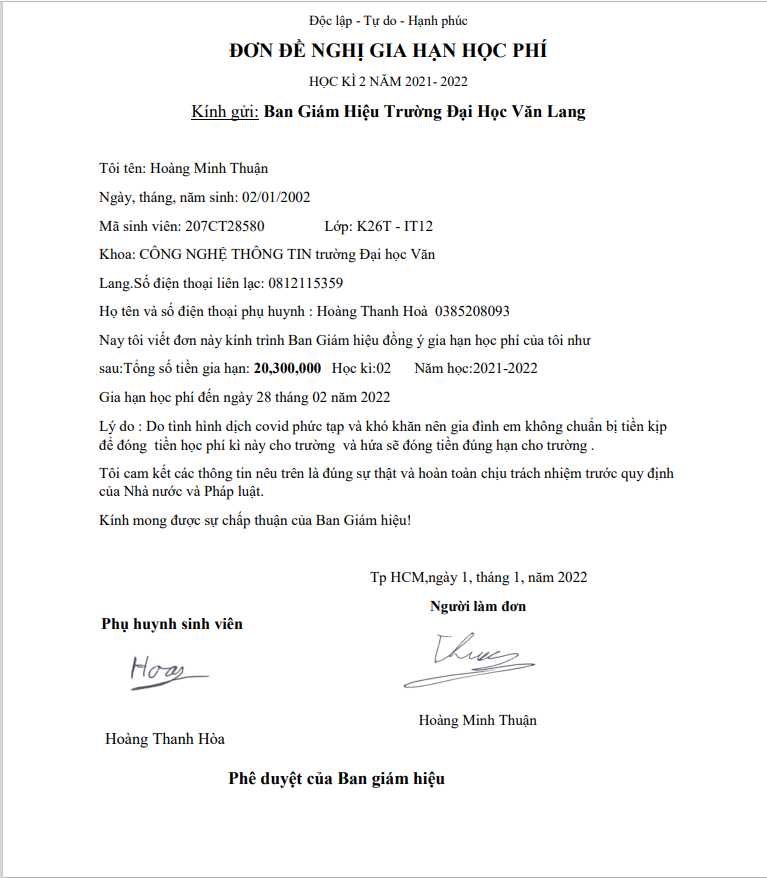 Độc lập - Tự do - Hạnh phúc
ĐƠN ĐỀ NGHỊ GIA HẠN HỌC PHÍ
HỌC KÌ 2 NĂM 2021- 2022
Kính gửi: Ban Giám Hiệu Trường Đại Học Văn Lang
Tôi tên: Hoàng Minh Thuận
Ngày, tháng, năm sinh: 02/01/2002
Mã sinh viên: 207CT28580 Lớp: K26T - IT12
Khoa: CÔNG NGHỆ THÔNG TIN trường Đại học Văn
Lang.Số điện thoại liên lạc: 0812115359
Họ tên và số điện thoại phụ huynh : Hoàng Thanh Hoà 0385208093
Nay tôi viết đơn này kính trình Ban Giám hiệu đồng ý gia hạn học phí của tôi như
sau:Tổng số tiền gia hạn: 20,300,000 Học kì:02 Năm học:2021-2022
Gia hạn học phí đến ngày 28 tháng 02 năm 2022
Lý do : Do tình hình dịch covid phức tạp và khó khăn nên gia đình em không chuẩn bị tiền kịp
để đóng tiền học phí kì này cho trường và hứa sẽ đóng tiền đúng hạn cho trường .
Tôi cam kết các thông tin nêu trên là đúng sự thật và hoàn toàn chịu trách nhiệm trước quy định
của Nhà nước và Pháp luật.
Kính mong được sự chấp thuận của Ban Giám hiệu!
Tp HCM,ngày 1, tháng 1, năm 2022
Người làm đơn
Phụ huynh sinh viên
Hoàng Minh Thuận
Hoàng Thanh Hòa
Phê duyệt của Ban giám hiệu